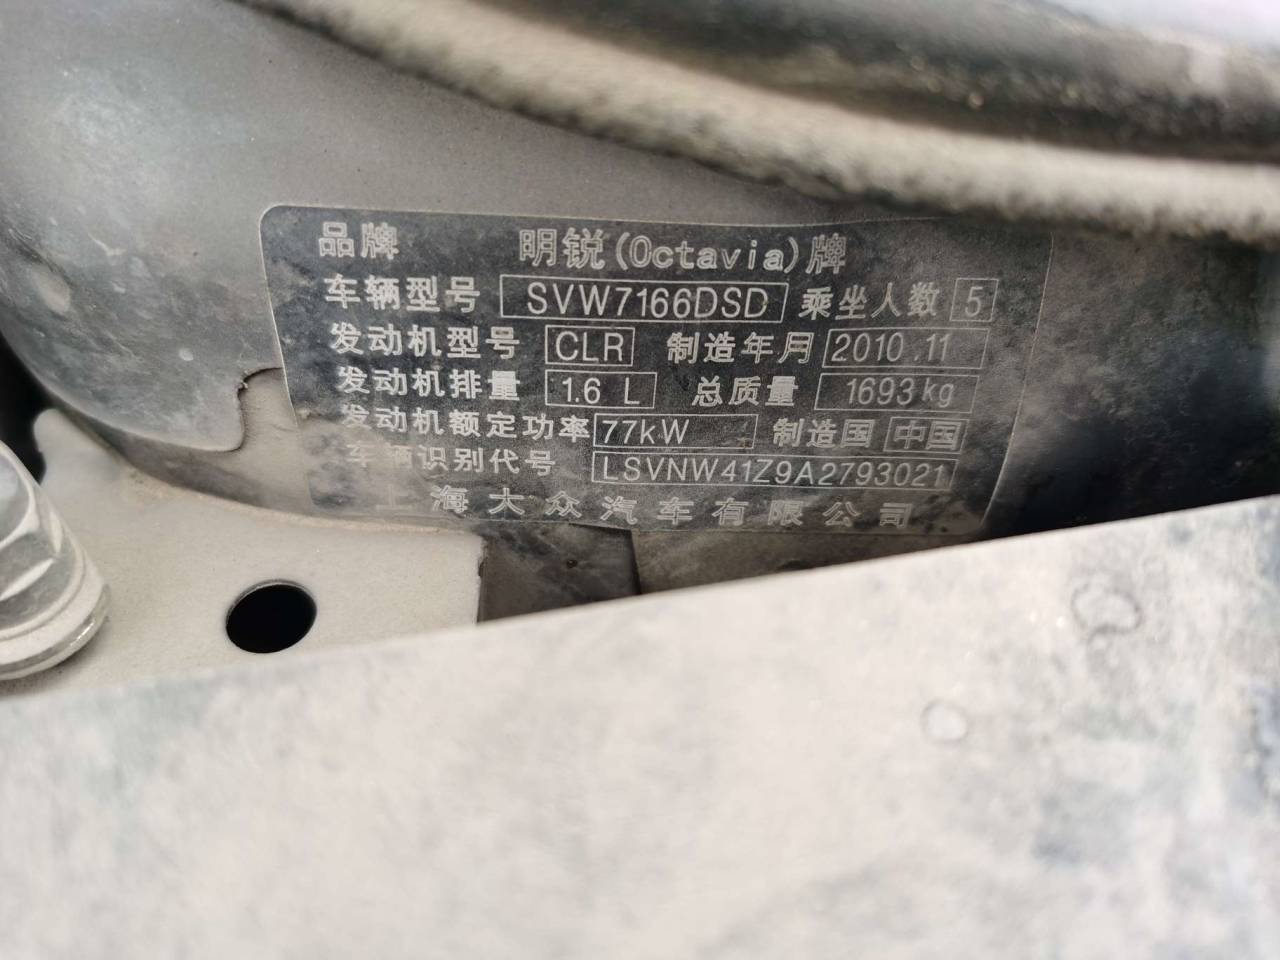 品牌 明锐(Octavia)牌
车辆型号 SVW7166DSD 乘坐人数 5
发动机型号 CLR 制造年月 2010.11
发动机排量 1.6 L 总质量 1693kg
发动机额定功率 77kW 制造国 中国
车辆识别代号 LSVNW41Z9A2793021
上海大众汽车有限公司